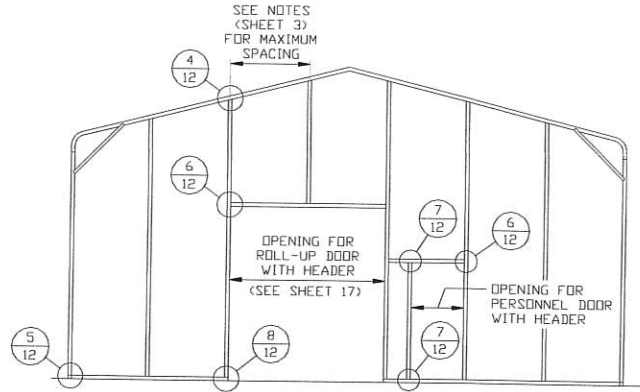 SEE NOTES
(SHEET 3)
FOR MAXIMUM
SPACING
4
12
6
12
7
12
6
12
OPENING FOR
ROLL-UP DOOR
WITH HEADER
(SEE SHEET 17)
OPENING FOR
PERSONNEL DOOR
WITH HEADER
5
12
8
12
7
12